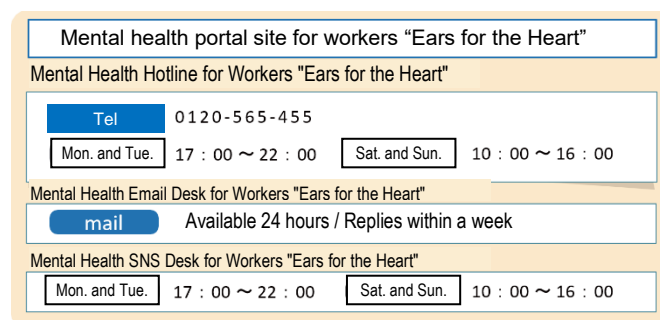 Mental health portal site for workers “Ears for the Heart”
Mental Health Hotline for Workers "Ears for the Heart"
Tel 0120-565-455
Mon. and Tue. 17：00～22：00 Sat. and Sun. 10：00～16：00
Mental Health Email Desk for Workers "Ears for the Heart"
mail Available 24 hours / Replies within a week
Mental Health SNS Desk for Workers "Ears for the Heart"
Mon. and Tue. 17：00～22：00 Sat. and Sun. 10：00～16：00